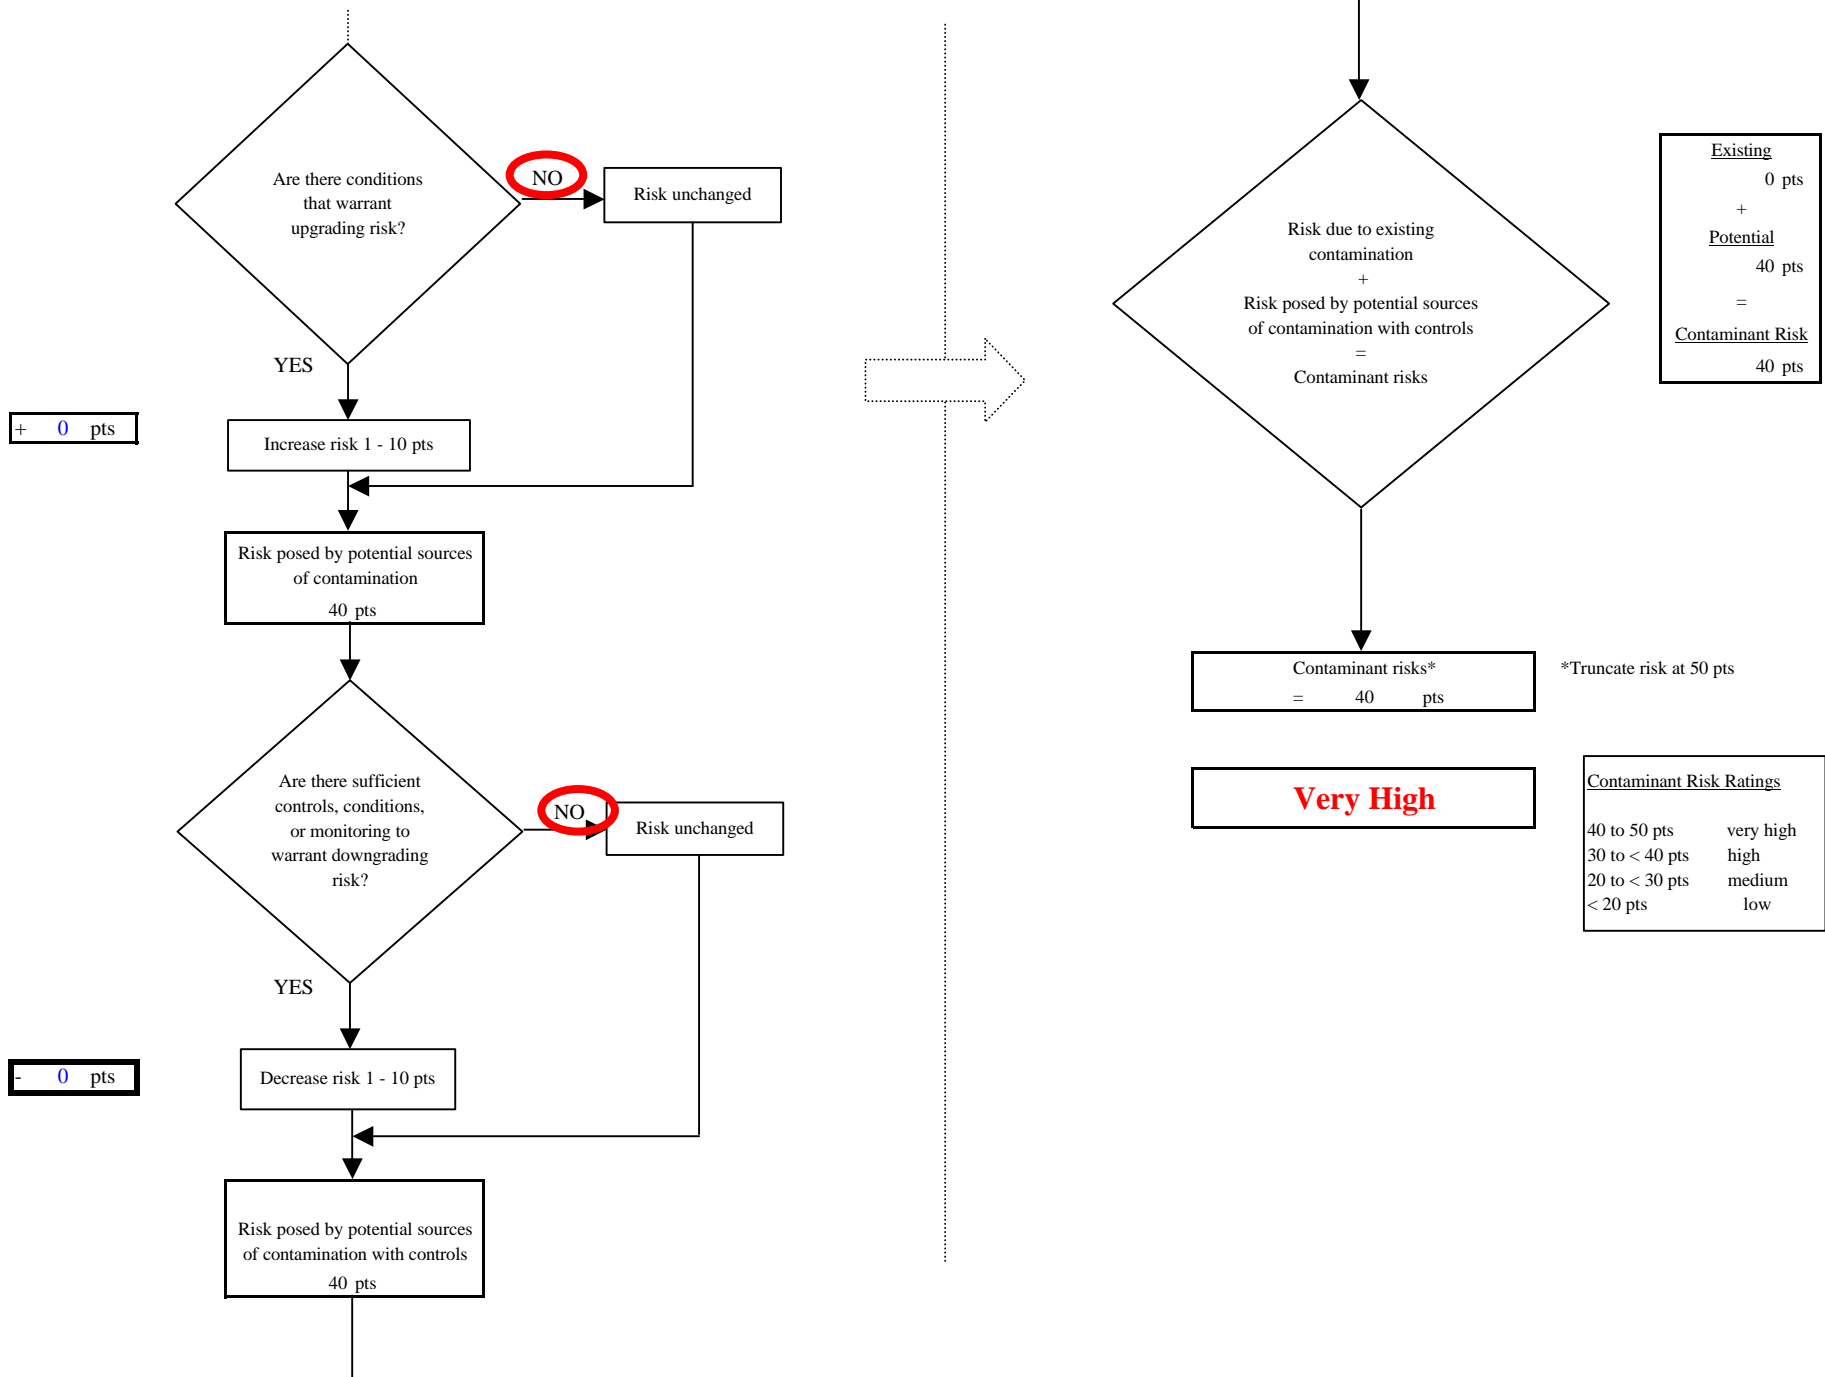 Are there conditions
that warrant
upgrading risk?
NO
Risk unchanged
YES
+ 0 pts
Increase risk 1 - 10 pts
Risk posed by potential sources
of contamination
40 pts
Are there sufficient
controls, conditions,
or monitoring to
warrant downgrading
risk?
NO
Risk unchanged
YES
- 0 pts
Decrease risk 1 - 10 pts
Risk posed by potential sources
of contamination with controls
40 pts
Risk due to existing
contamination
+
Risk posed by potential sources
of contamination with controls
=
Contaminant risks
Existing
0 pts
+
Potential
40 pts
=
Contaminant Risk
40 pts
Contaminant risks*
= 40 pts
*Truncate risk at 50 pts
Very High
Contaminant Risk Ratings
40 to 50 pts very high
30 to < 40 pts high
20 to < 30 pts medium
< 20 pts low